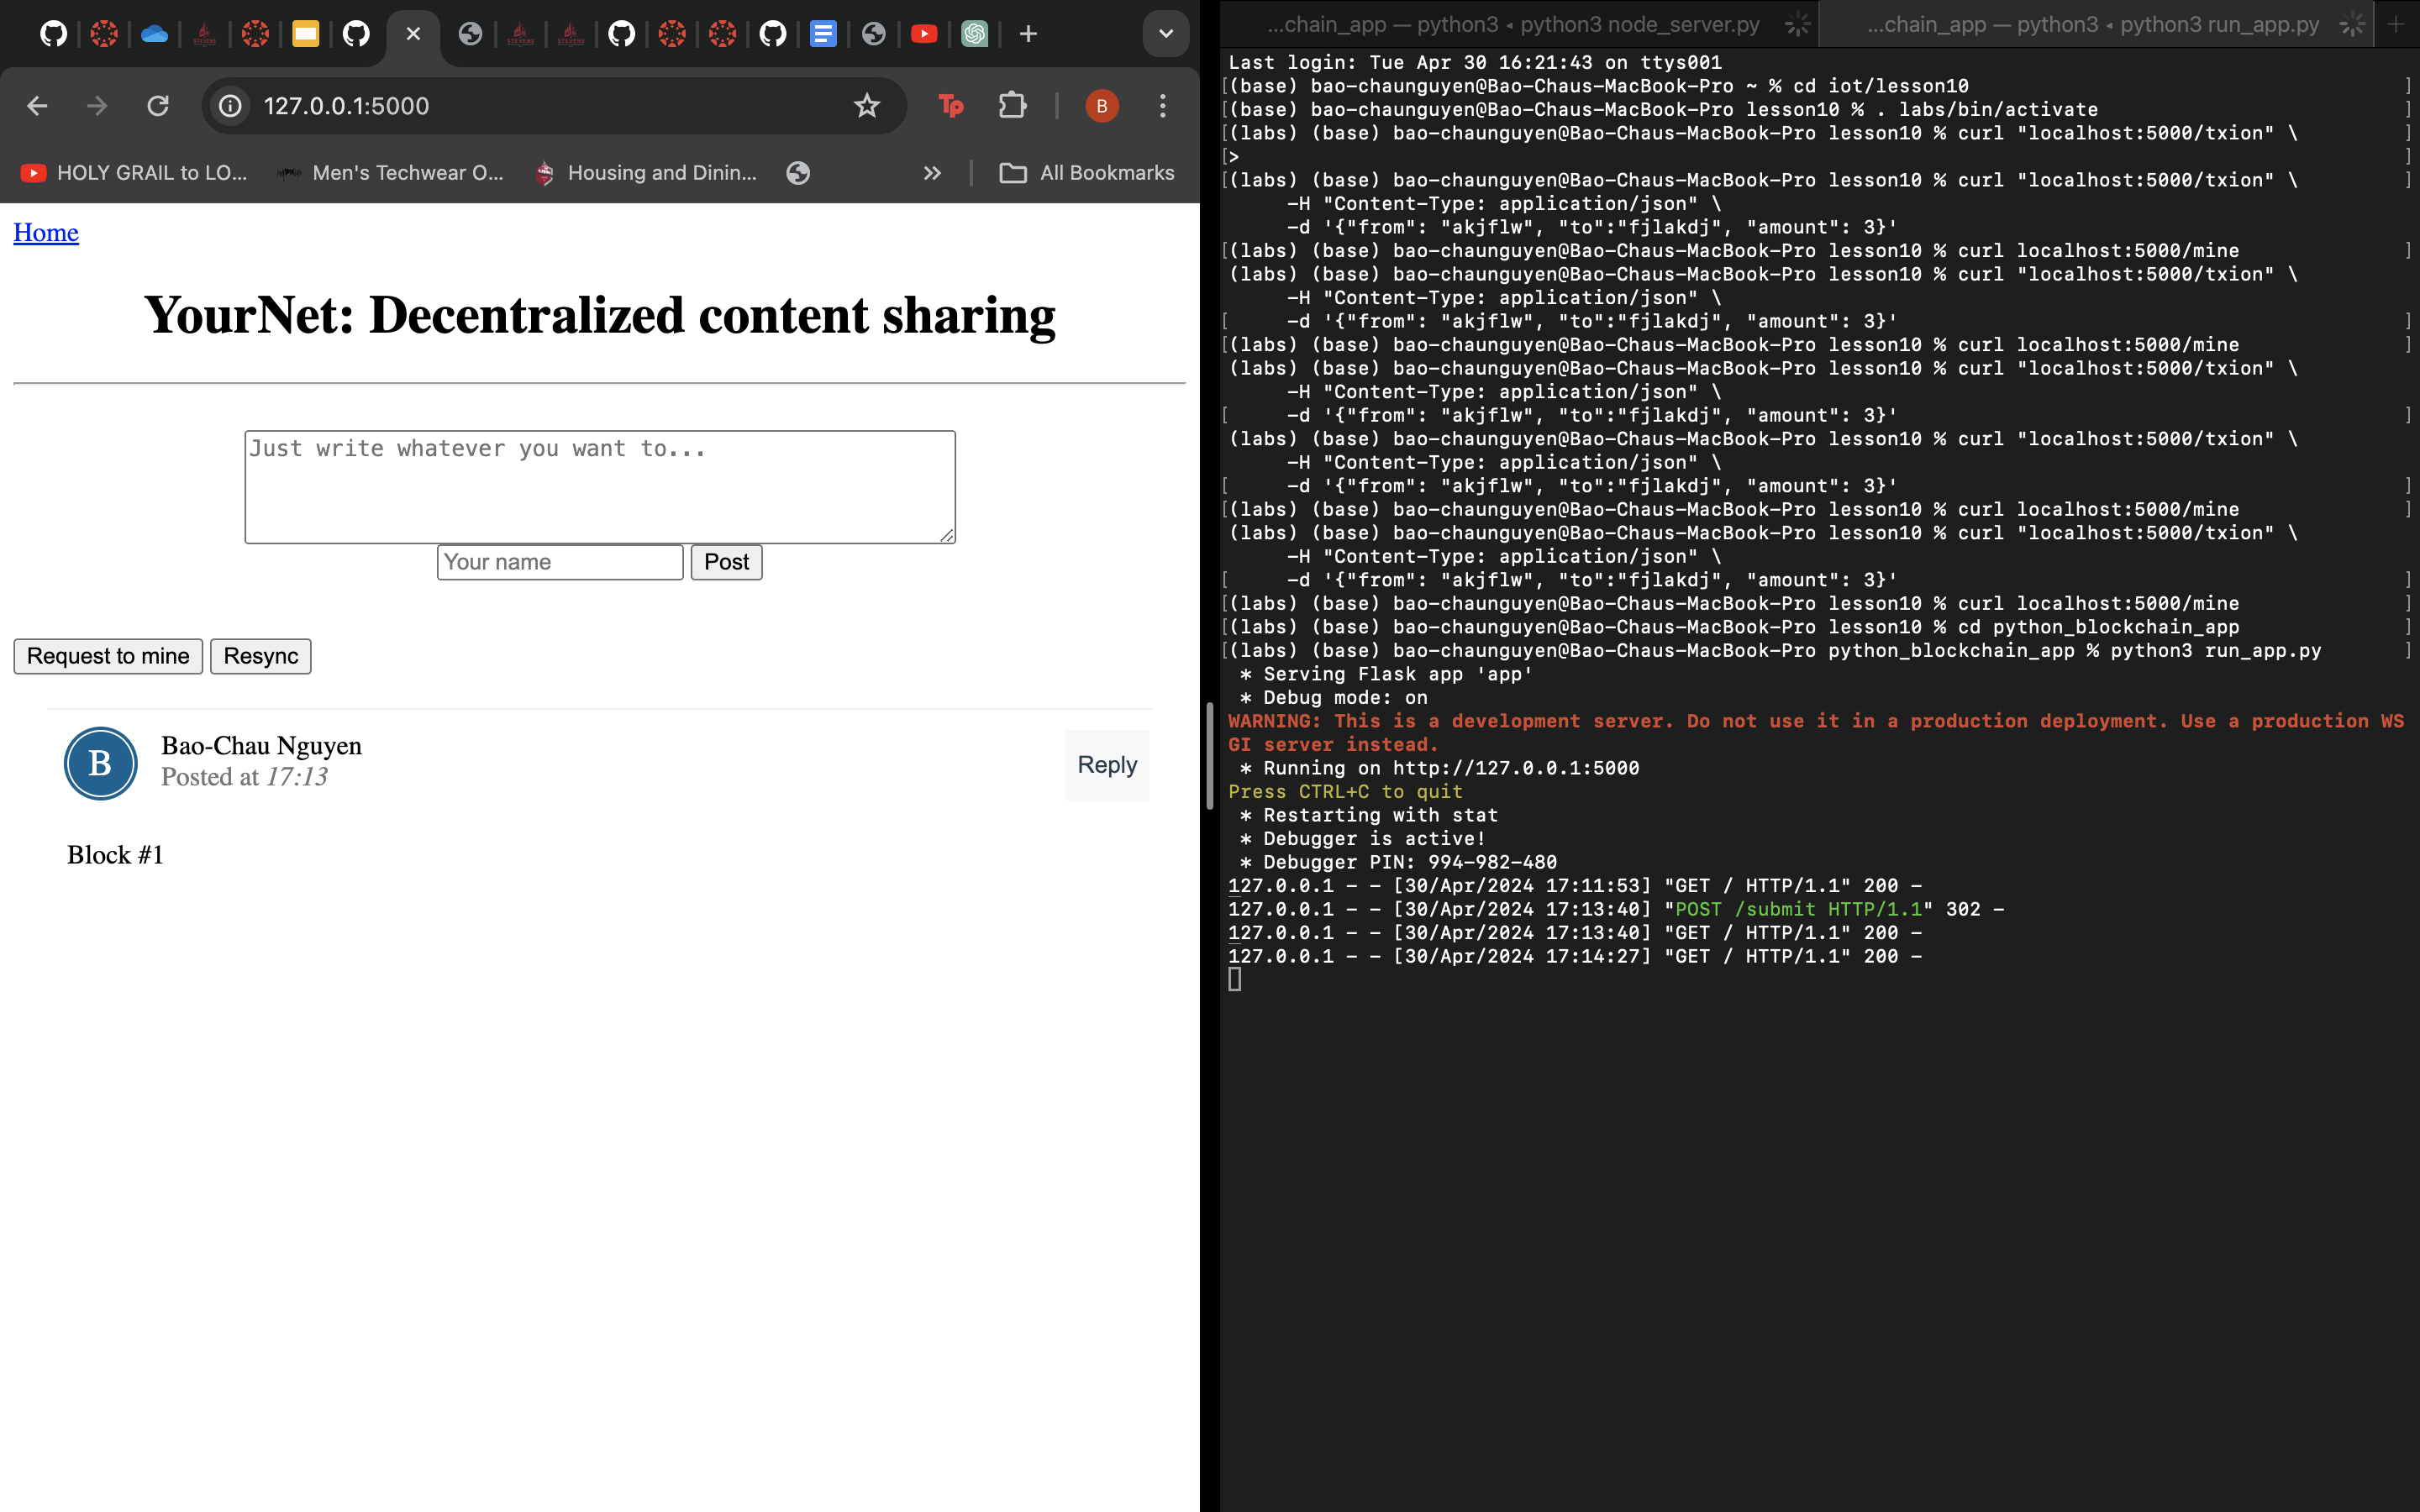 127.0.0.1:5000
B
HOLY GRAIL to LO...
Men's Techwear O...
Housing and Dinin...
All Bookmarks
Home
YourNet: Decentralized content sharing
Just write whatever you want to...
Your name
Post
Request to mine
Resync
B
Bao-Chau Nguyen
Posted at 17:13
Reply
Block #1
...chain_app — python3 ◂ python3 node_server.py
...chain_app — python3 ◂ python3 run_app.py
Last login: Tue Apr 30 16:21:43 on ttys001
[(base) bao-chaunguyen@Bao-Chaus-MacBook-Pro ~ % cd iot/lesson10 ]
[(base) bao-chaunguyen@Bao-Chaus-MacBook-Pro lesson10 % . labs/bin/activate ]
[(labs) (base) bao-chaunguyen@Bao-Chaus-MacBook-Pro lesson10 % curl "localhost:5000/txion" \ ]
[> ]
[(labs) (base) bao-chaunguyen@Bao-Chaus-MacBook-Pro lesson10 % curl "localhost:5000/txion" \ ]
-H "Content-Type: application/json" \
-d '{"from": "akjflw", "to":"fjlakdj", "amount": 3}'
[(labs) (base) bao-chaunguyen@Bao-Chaus-MacBook-Pro lesson10 % curl localhost:5000/mine ]
(labs) (base) bao-chaunguyen@Bao-Chaus-MacBook-Pro lesson10 % curl "localhost:5000/txion" \
-H "Content-Type: application/json" \
[ -d '{"from": "akjflw", "to":"fjlakdj", "amount": 3}' ]
[(labs) (base) bao-chaunguyen@Bao-Chaus-MacBook-Pro lesson10 % curl localhost:5000/mine ]
(labs) (base) bao-chaunguyen@Bao-Chaus-MacBook-Pro lesson10 % curl "localhost:5000/txion" \
-H "Content-Type: application/json" \
[ -d '{"from": "akjflw", "to":"fjlakdj", "amount": 3}' ]
(labs) (base) bao-chaunguyen@Bao-Chaus-MacBook-Pro lesson10 % curl "localhost:5000/txion" \
-H "Content-Type: application/json" \
[ -d '{"from": "akjflw", "to":"fjlakdj", "amount": 3}' ]
[(labs) (base) bao-chaunguyen@Bao-Chaus-MacBook-Pro lesson10 % curl localhost:5000/mine ]
(labs) (base) bao-chaunguyen@Bao-Chaus-MacBook-Pro lesson10 % curl "localhost:5000/txion" \
-H "Content-Type: application/json" \
[ -d '{"from": "akjflw", "to":"fjlakdj", "amount": 3}' ]
[(labs) (base) bao-chaunguyen@Bao-Chaus-MacBook-Pro lesson10 % curl localhost:5000/mine ]
[(labs) (base) bao-chaunguyen@Bao-Chaus-MacBook-Pro lesson10 % cd python_blockchain_app ]
[(labs) (base) bao-chaunguyen@Bao-Chaus-MacBook-Pro python_blockchain_app % python3 run_app.py ]
* Serving Flask app 'app'
* Debug mode: on
WARNING: This is a development server. Do not use it in a production deployment. Use a production WS
GI server instead.
* Running on http://127.0.0.1:5000
Press CTRL+C to quit
* Restarting with stat
* Debugger is active!
* Debugger PIN: 994-982-480
127.0.0.1 - - [30/Apr/2024 17:11:53] "GET / HTTP/1.1" 200 -
127.0.0.1 - - [30/Apr/2024 17:13:40] "POST /submit HTTP/1.1" 302 -
127.0.0.1 - - [30/Apr/2024 17:13:40] "GET / HTTP/1.1" 200 -
127.0.0.1 - - [30/Apr/2024 17:14:27] "GET / HTTP/1.1" 200 -